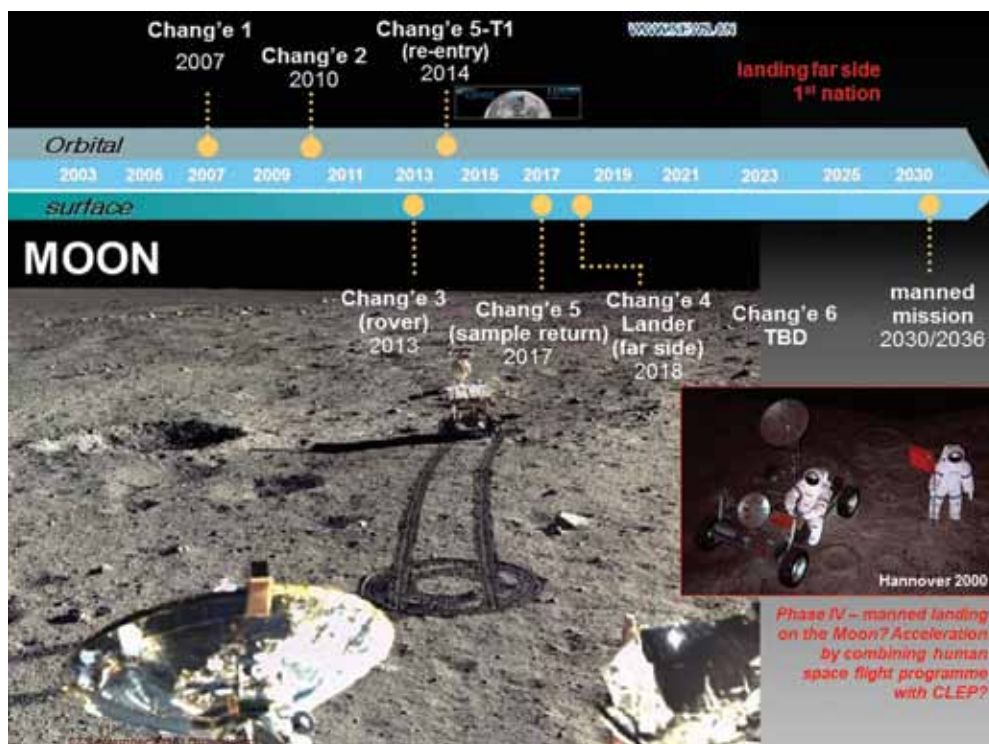 Chang'e 1
2007
Chang'e 2
2010
Chang'e 5-T1
(re-entry)
2014
landing far side
1st nation
Orbital
2003 2005 2007 2009 2011 2013 2015 2017 2019 2021 2023 2025 2030
surface
MOON
Chang'e 3
(rover)
2013
Chang'e 5
(sample return)
2017
Chang'e 4
Lander
(far side)
2018
Chang'e 6
TBD
manned
mission
2030/2036
Hannover 2000
Phase IV – manned landing
on the Moon? Acceleration
by combining human
space flight programme
with CLEP?